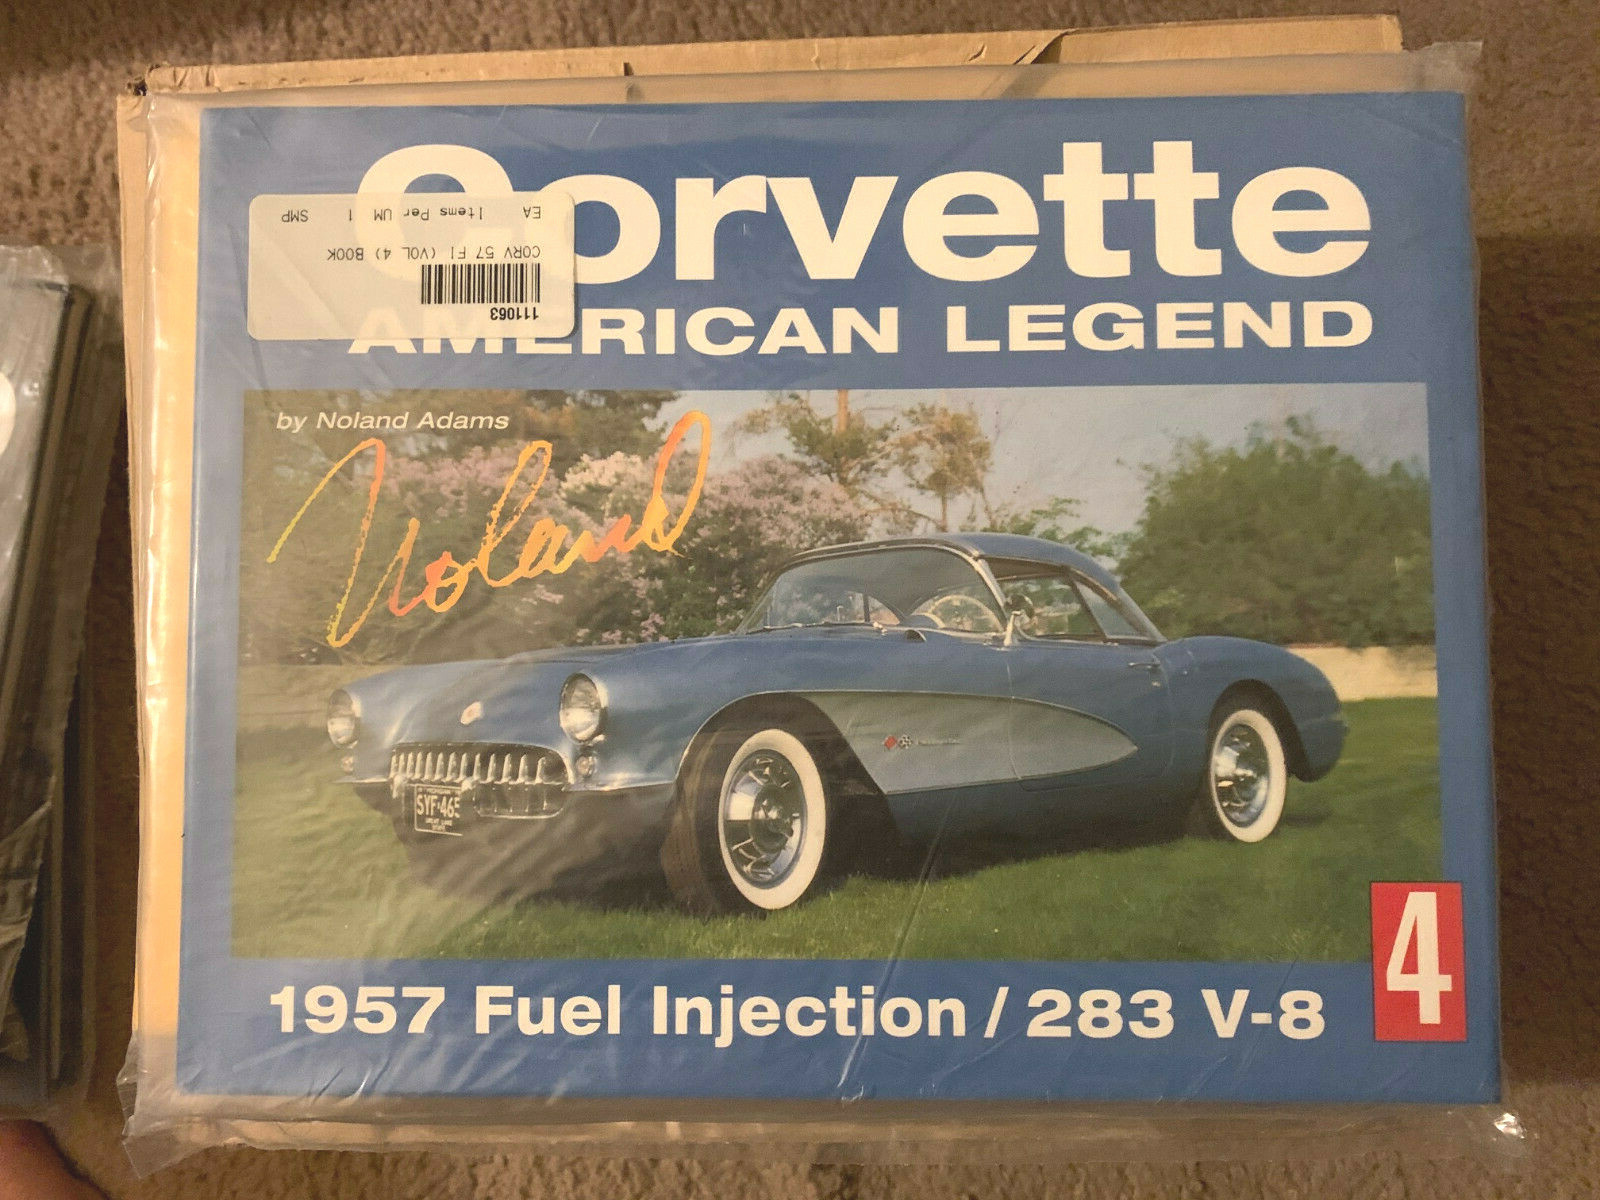 Corvette
AMERICAN LEGEND
111063
CORV 57 FI (VOL 4) BOOK
EA Items Per UM 1 SMP
by Noland Adams
Noland
SYF·46
4
1957 Fuel Injection / 283 V-8